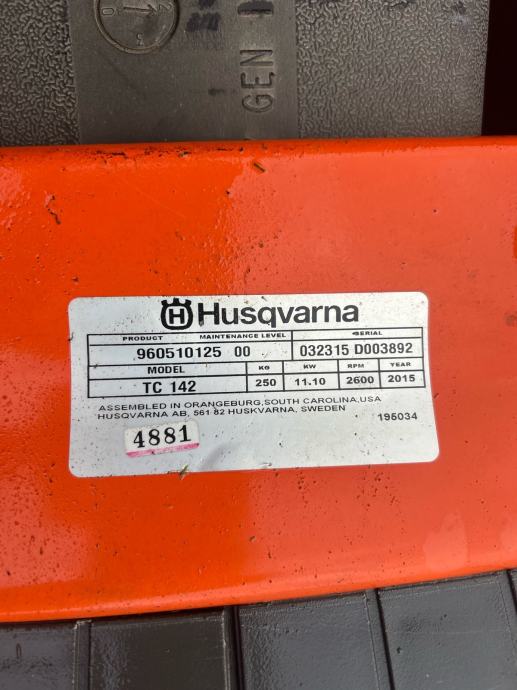 GEN
Husqvarna
PRODUCT MAINTENANCE LEVEL SERIAL
960510125 00 032315 D003892
MODEL KG KW RPM YEAR
TC 142 250 11.10 2600 2015
ASSEMBLED IN ORANGEBURG,SOUTH CAROLINA,USA
HUSQVARNA AB, 561 82 HUSKVARNA, SWEDEN 195034
4881